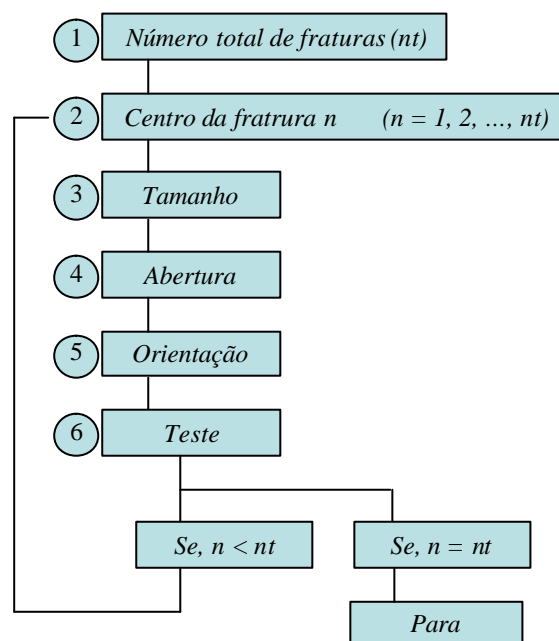 1 Número total de fraturas (nt)
2 Centro da fratrura n (n = 1, 2, ..., nt)
3 Tamanho
4 Abertura
5 Orientação
6 Teste
Se, n < nt Se, n = nt
Para